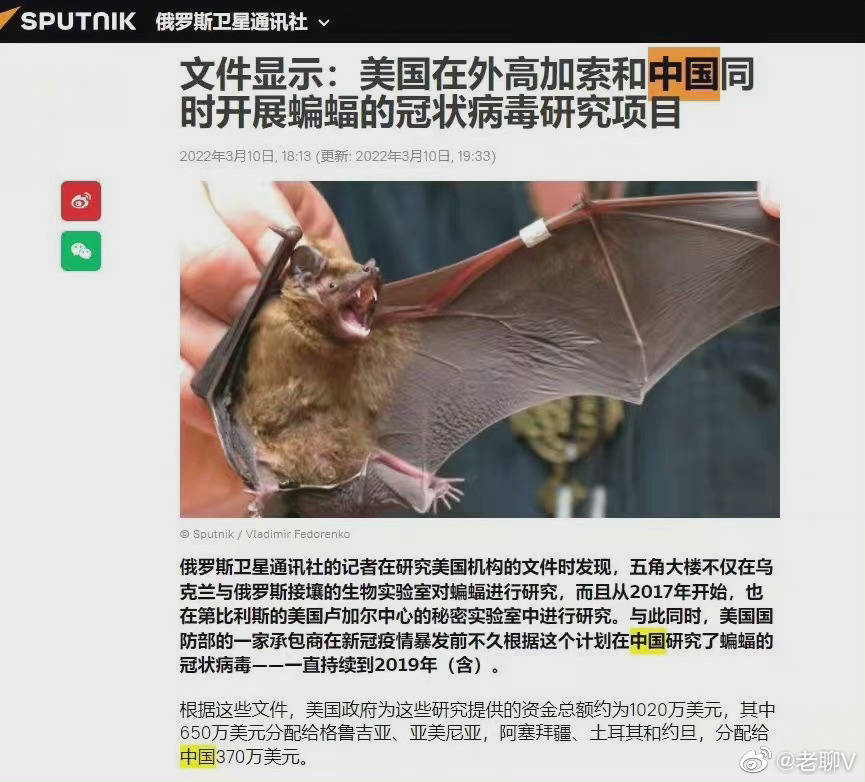 SPUTNIK 俄罗斯卫星通讯社
文件显示：美国在外高加索和中国同
时开展蝙蝠的冠状病毒研究项目
2022年3月10日, 18:13 (更新: 2022年3月10日, 19:33)
© Sputnik / Vladimir Fedorenko
俄罗斯卫星通讯社的记者在研究美国机构的文件时发现，五角大楼不仅在乌
克兰与俄罗斯接壤的生物实验室对蝙蝠进行研究，而且从2017年开始，也
在第比利斯的美国卢加尔中心的秘密实验室中进行研究。与此同时，美国国
防部的一家承包商在新冠疫情暴发前不久根据这个计划在中国研究了蝙蝠的
冠状病毒——一直持续到2019年（含）。
根据这些文件，美国政府为这些研究提供的资金总额约为1020万美元，其中
650万美元分配给格鲁吉亚、亚美尼亚，阿塞拜疆、土耳其和约旦，分配给
中国370万美元。
@老聊V